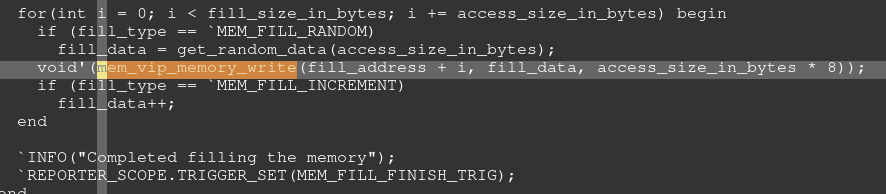 for(int i = 0; i < fill_size_in_bytes; i += access_size_in_bytes) begin
if (fill_type == `MEM_FILL_RANDOM)
fill_data = get_random_data(access_size_in_bytes);
void'(mem_vip_memory_write(fill_address + i, fill_data, access_size_in_bytes * 8));
if (fill_type == `MEM_FILL_INCREMENT)
fill_data++;
end
`INFO("Completed filling the memory");
`REPORTER_SCOPE.TRIGGER_SET(MEM_FILL_FINISH_TRIG);
end